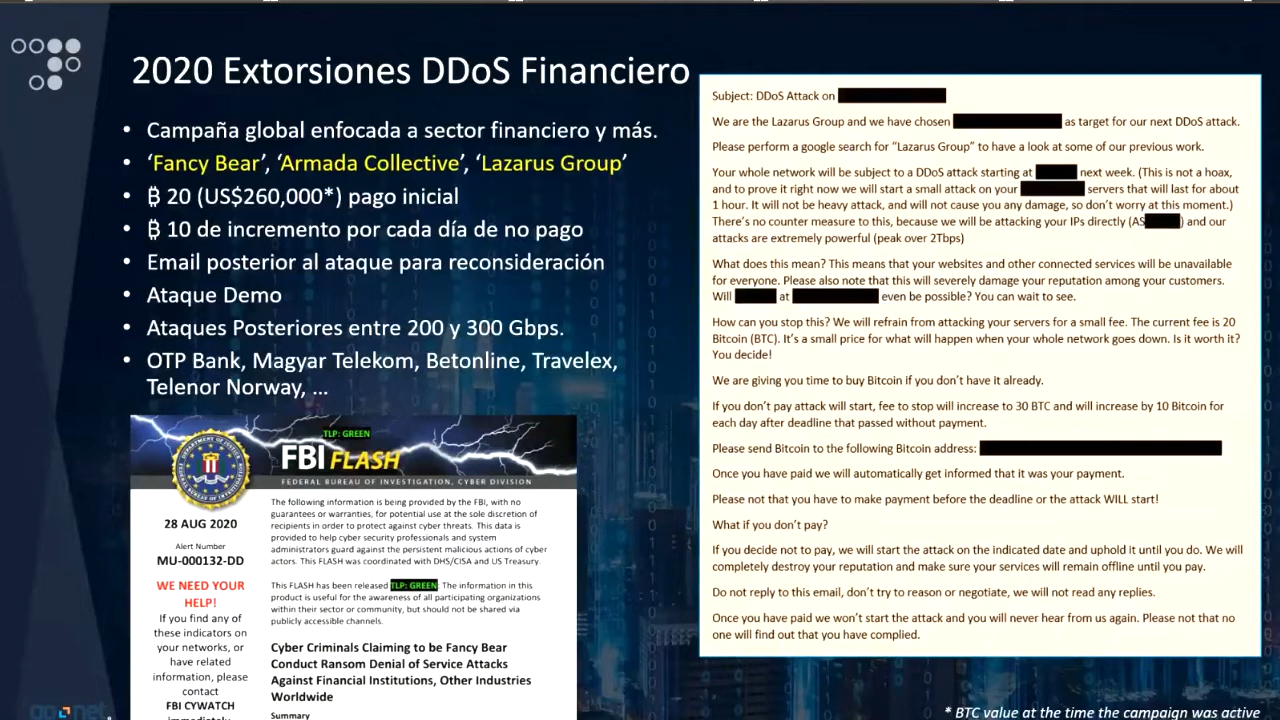 2020 Extorsiones DDoS Financiero
• Campaña global enfocada a sector financiero y más.
• ‘Fancy Bear’, ‘Armada Collective’, ‘Lazarus Group’
• ₿ 20 (US$260,000*) pago inicial
• ₿ 10 de incremento por cada día de no pago
• Email posterior al ataque para reconsideración
• Ataque Demo
• Ataques Posteriores entre 200 y 300 Gbps.
• OTP Bank, Magyar Telekom, Betonline, Travelex,
Telenor Norway, …
TLP: GREEN
FBI FLASH
FEDERAL BUREAU OF INVESTIGATION, CYBER DIVISION
28 AUG 2020
Alert Number
MU-000132-DD
WE NEED YOUR
HELP!
If you find any of
these indicators on
your networks, or
have related
information, please
contact
FBI CYWATCH
immediately
The following information is being provided by the FBI, with no
guarantees or warranties, for potential use at the sole discretion of
recipients in order to protect against cyber threats. This data is
provided to help cyber security professionals and system
administrators guard against the persistent malicious actions of cyber
actors. This FLASH was coordinated with DHS/CISA and US Treasury.
This FLASH has been released TLP: GREEN. The information in this
product is useful for the awareness of all participating organizations
within their sector or community, but should not be shared via
publicly accessible channels.
Cyber Criminals Claiming to be Fancy Bear
Conduct Ransom Denial of Service Attacks
Against Financial Institutions, Other Industries
Worldwide
Summary
Subject: DDoS Attack on
We are the Lazarus Group and we have chosen as target for our next DDoS attack.
Please perform a google search for “Lazarus Group” to have a look at some of our previous work.
Your whole network will be subject to a DDoS attack starting at next week. (This is not a hoax,
and to prove it right now we will start a small attack on your servers that will last for about
1 hour. It will not be heavy attack, and will not cause you any damage, so don’t worry at this moment.)
There’s no counter measure to this, because we will be attacking your IPs directly (AS ) and our
attacks are extremely powerful (peak over 2Tbps)
What does this mean? This means that your websites and other connected services will be unavailable
for everyone. Please also note that this will severely damage your reputation among your customers.
Will at even be possible? You can wait to see.
How can you stop this? We will refrain from attacking your servers for a small fee. The current fee is 20
Bitcoin (BTC). It’s a small price for what will happen when your whole network goes down. Is it worth it?
You decide!
We are giving you time to buy Bitcoin if you don’t have it already.
If you don’t pay attack will start, fee to stop will increase to 30 BTC and will increase by 10 Bitcoin for
each day after deadline that passed without payment.
Please send Bitcoin to the following Bitcoin address:
Once you have paid we will automatically get informed that it was your payment.
Please not that you have to make payment before the deadline or the attack WILL start!
What if you don’t pay?
If you decide not to pay, we will start the attack on the indicated date and uphold it until you do. We will
completely destroy your reputation and make sure your services will remain offline until you pay.
Do not reply to this email, don’t try to reason or negotiate, we will not read any replies.
Once you have paid we won’t start the attack and you will never hear from us again. Please not that no
one will find out that you have complied.
* BTC value at the time the campaign was active